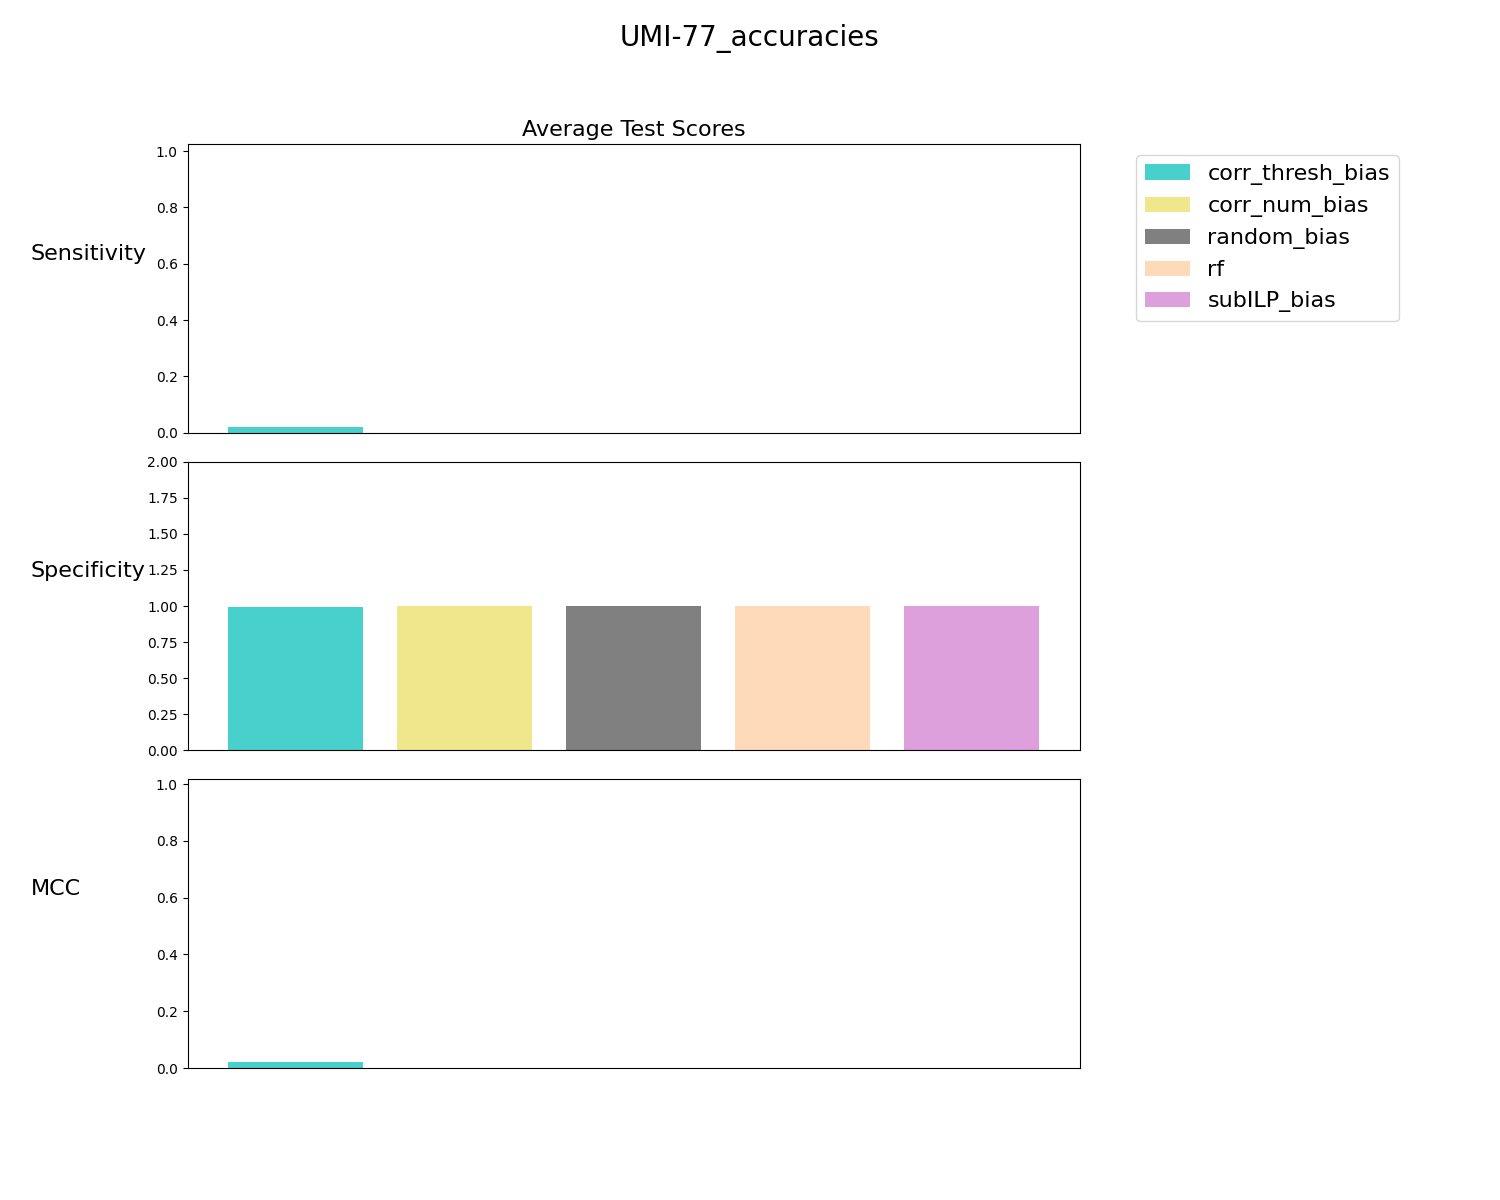 UMI-77_accuracies
Average Test Scores
Sensitivity
1.0
0.8
0.6
0.4
0.2
0.0
corr_thresh_bias
corr_num_bias
random_bias
rf
subILP_bias
Specificity
2.00
1.75
1.50
1.25
1.00
0.75
0.50
0.25
0.00
MCC
1.0
0.8
0.6
0.4
0.2
0.0